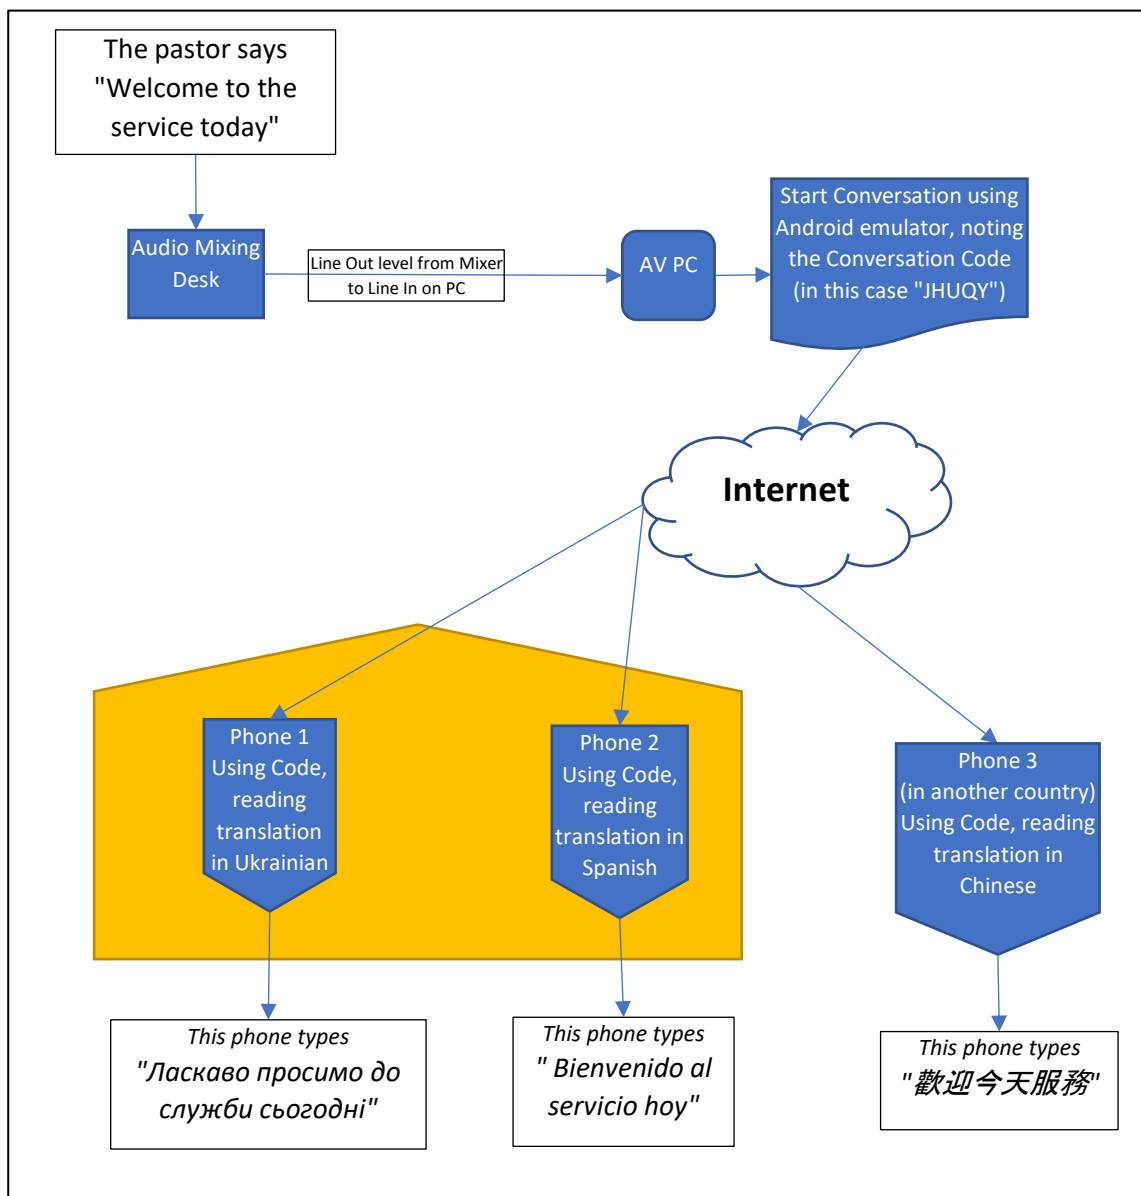 The pastor says
"Welcome to the
service today"
Audio Mixing
Desk
Line Out level from Mixer
to Line In on PC
AV PC
Start Conversation using
Android emulator, noting
the Conversation Code
(in this case "JHUQY")
Internet
Phone 1
Using Code,
reading
translation
in Ukrainian
Phone 2
Using Code,
reading
translation in
Spanish
Phone 3
(in another country)
Using Code, reading
translation in
Chinese
This phone types
"Ласкаво просимо до
служби сьогодні"
This phone types
" Bienvenido al
servicio hoy"
This phone types
"歡迎今天服務"